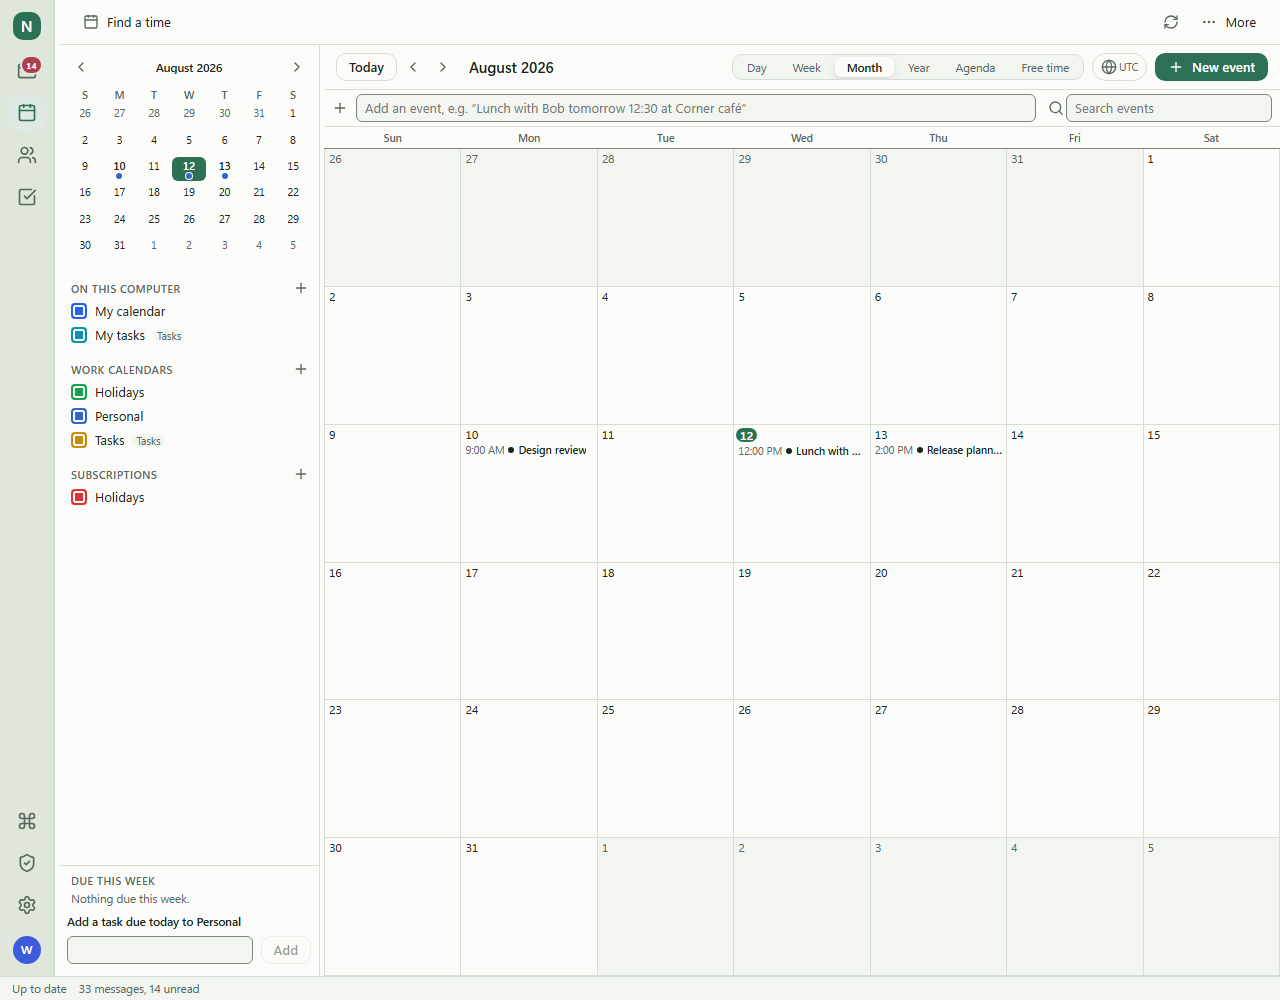 N
Find a time
More
14
August 2026
S M T W T F S
26 27 28 29 30 31 1
2 3 4 5 6 7 8
9 10 11 12 13 14 15
16 17 18 19 20 21 22
23 24 25 26 27 28 29
30 31 1 2 3 4 5
ON THIS COMPUTER
My calendar
My tasks Tasks
WORK CALENDARS
Holidays
Personal
Tasks Tasks
SUBSCRIPTIONS
Holidays
DUE THIS WEEK
Nothing due this week.
Add a task due today to Personal
Add
W
Today
August 2026
Day Week Month Year Agenda Free time
UTC
New event
Add an event, e.g. “Lunch with Bob tomorrow 12:30 at Corner café”
Search events
Sun Mon Tue Wed Thu Fri Sat
26 27 28 29 30 31 1
2 3 4 5 6 7 8
9 10 11 12 13 14 15
9:00 AM Design review
12:00 PM Lunch with ...
2:00 PM Release plann...
16 17 18 19 20 21 22
23 24 25 26 27 28 29
30 31 1 2 3 4 5
Up to date 33 messages, 14 unread